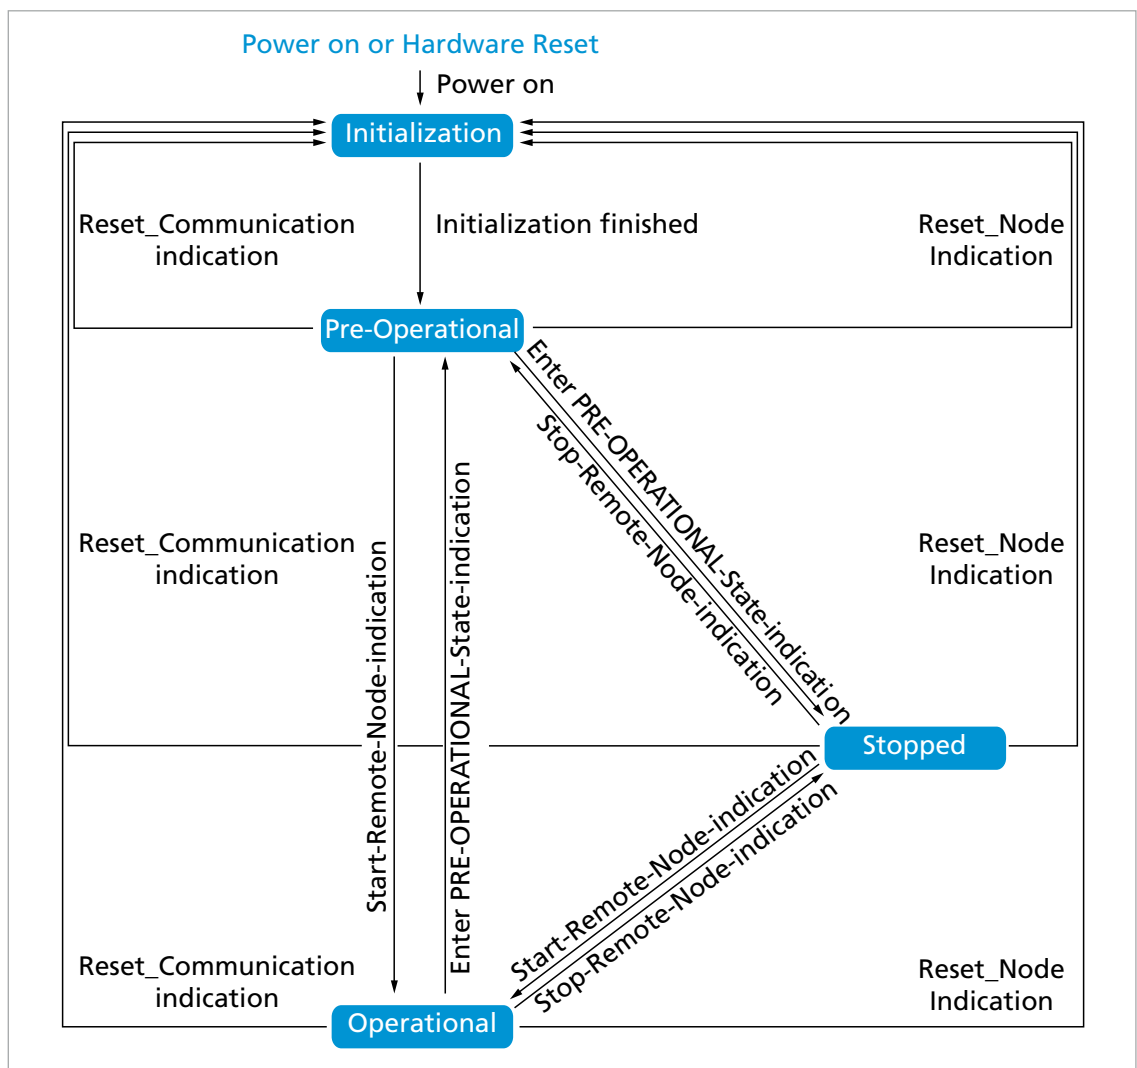 Power on or Hardware Reset
Power on
Initialization
Reset_Communication
indication
Initialization finished
Reset_Node
Indication
Pre-Operational
Enter PRE-OPERATIONAL-State-indication
Stop-Remote-Node-indication
Reset_Communication
indication
Start-Remote-Node-indication
Enter PRE-OPERATIONAL-State-indication
Reset_Node
Indication
Stopped
Start-Remote-Node-indication
Stop-Remote-Node-indication
Reset_Communication
indication
Reset_Node
Indication
Operational